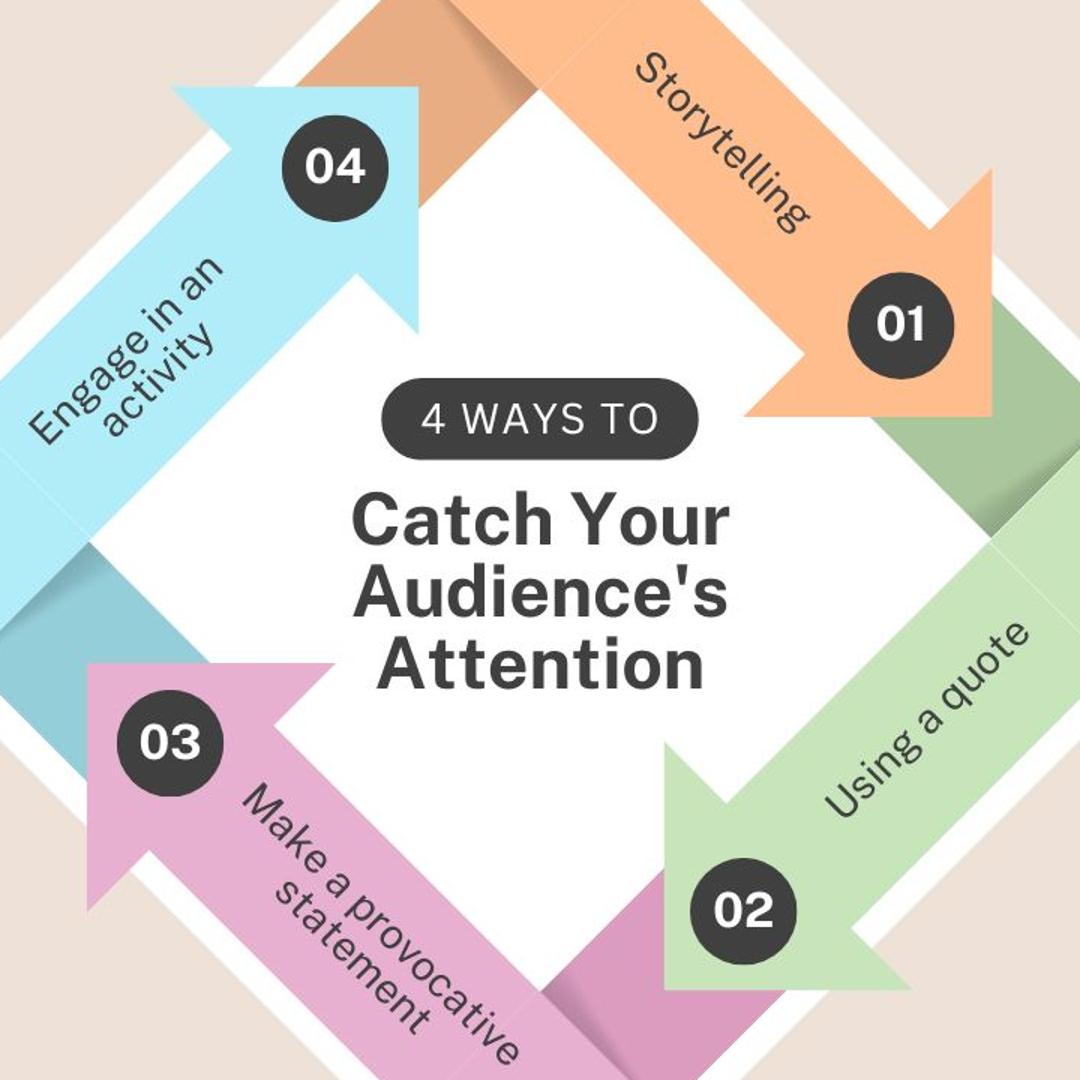 4 WAYS TO
Catch Your
Audience's
Attention
Storytelling
01
Using a quote
02
03
Make a provocative
statement
04
Engage in an
activity